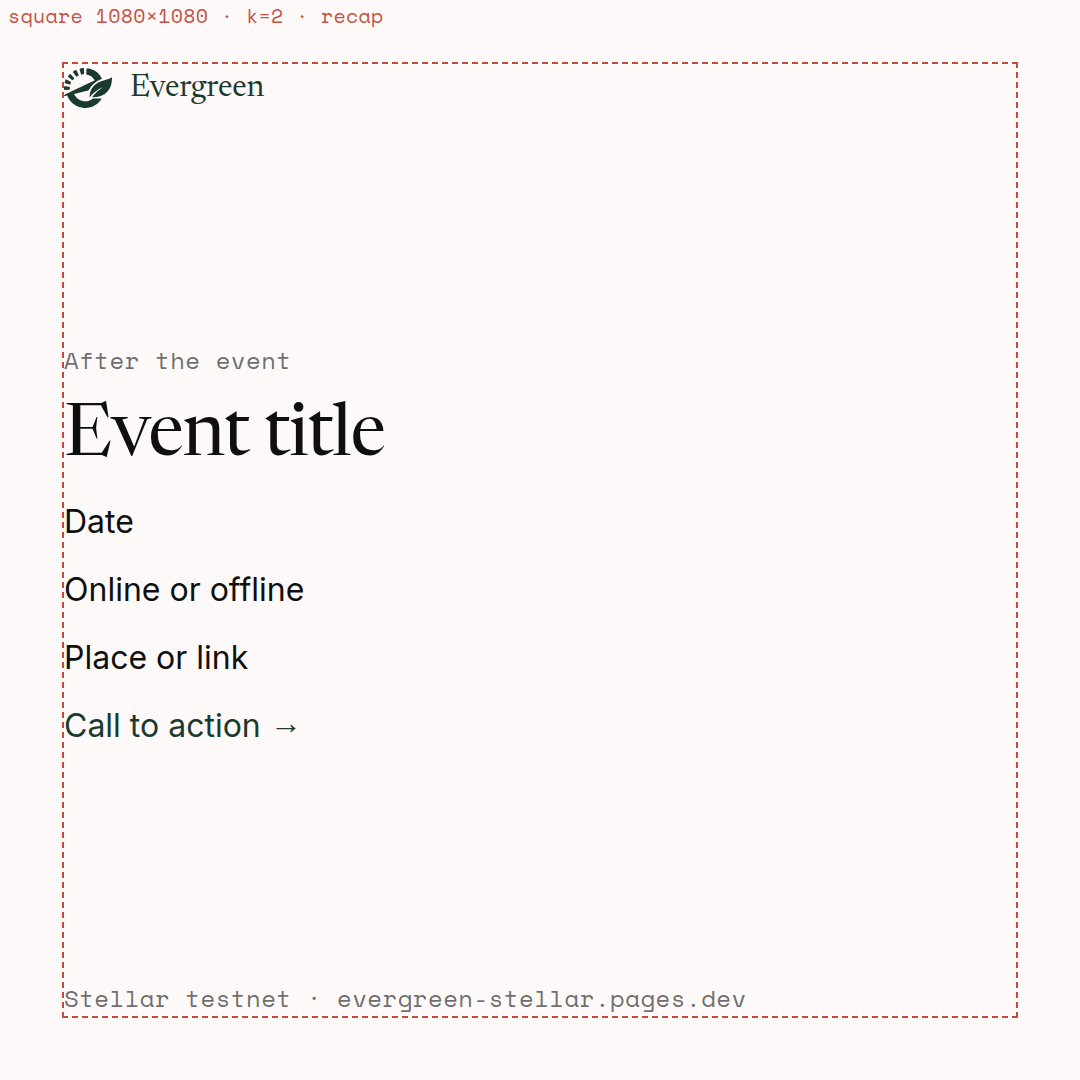 square 1080×1080 · k=2 · recap
Evergreen
After the event
Event title
Date
Online or offline
Place or link
Call to action →
Stellar testnet · evergreen-stellar.pages.dev